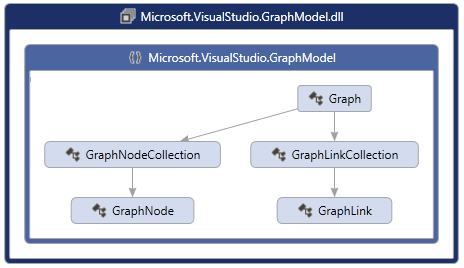 Microsoft.VisualStudio.GraphModel.dll
Microsoft.VisualStudio.GraphModel
Graph
GraphNodeCollection
GraphLinkCollection
GraphNode
GraphLink